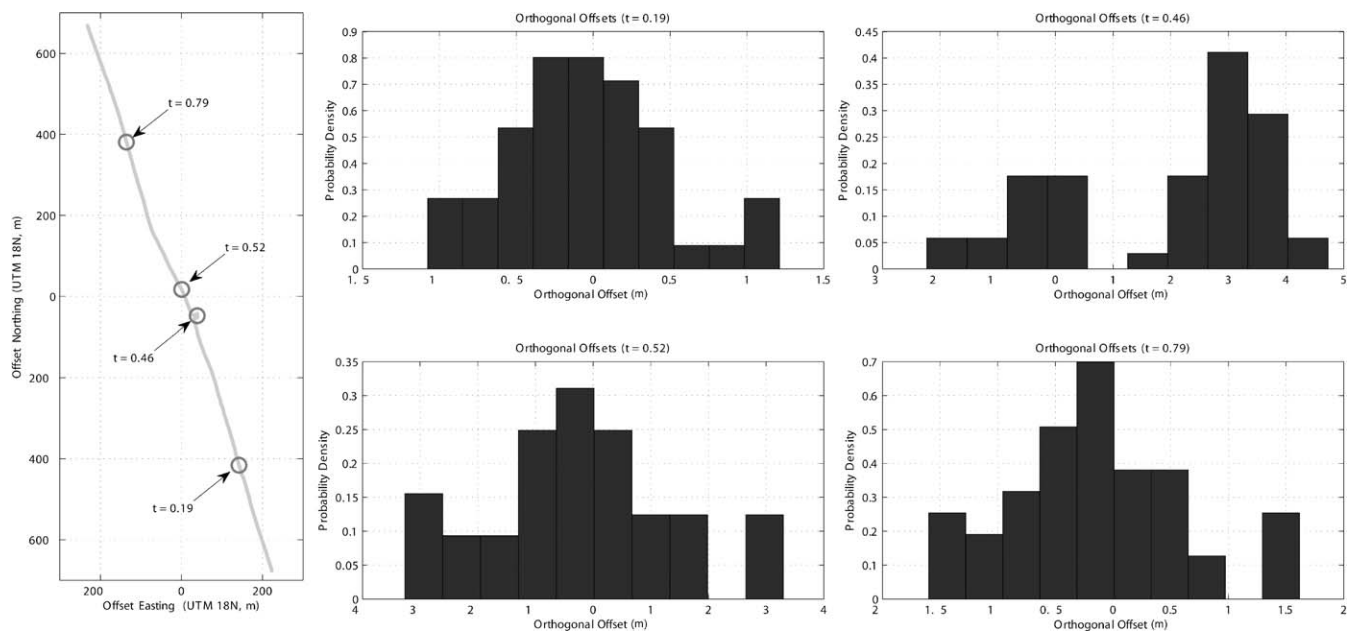 600
400
200
0
200
400
600
200 0 200
Offset Northing (UTM 18N, m)
Offset Easting (UTM 18N, m)
t = 0.79
t = 0.52
t = 0.46
t = 0.19
Orthogonal Offsets (t = 0.19)
0.9
0.8
0.7
0.6
0.5
0.4
0.3
0.2
0.1
0
Probability Density
1. 5 1 0. 5 0 0.5 1 1.5
Orthogonal Offset (m)
Orthogonal Offsets (t = 0.46)
0.45
0.4
0.35
0.3
0.25
0.2
0.15
0.1
0.05
0
Probability Density
3 2 1 0 1 2 3 4 5
Orthogonal Offset (m)
Orthogonal Offsets (t = 0.52)
0.35
0.3
0.25
0.2
0.15
0.1
0.05
0
Probability Density
4 3 2 1 0 1 2 3 4
Orthogonal Offset (m)
Orthogonal Offsets (t = 0.79)
0.7
0.6
0.5
0.4
0.3
0.2
0.1
0
Probability Density
2 1. 5 1 0. 5 0 0.5 1 1.5 2
Orthogonal Offset (m)